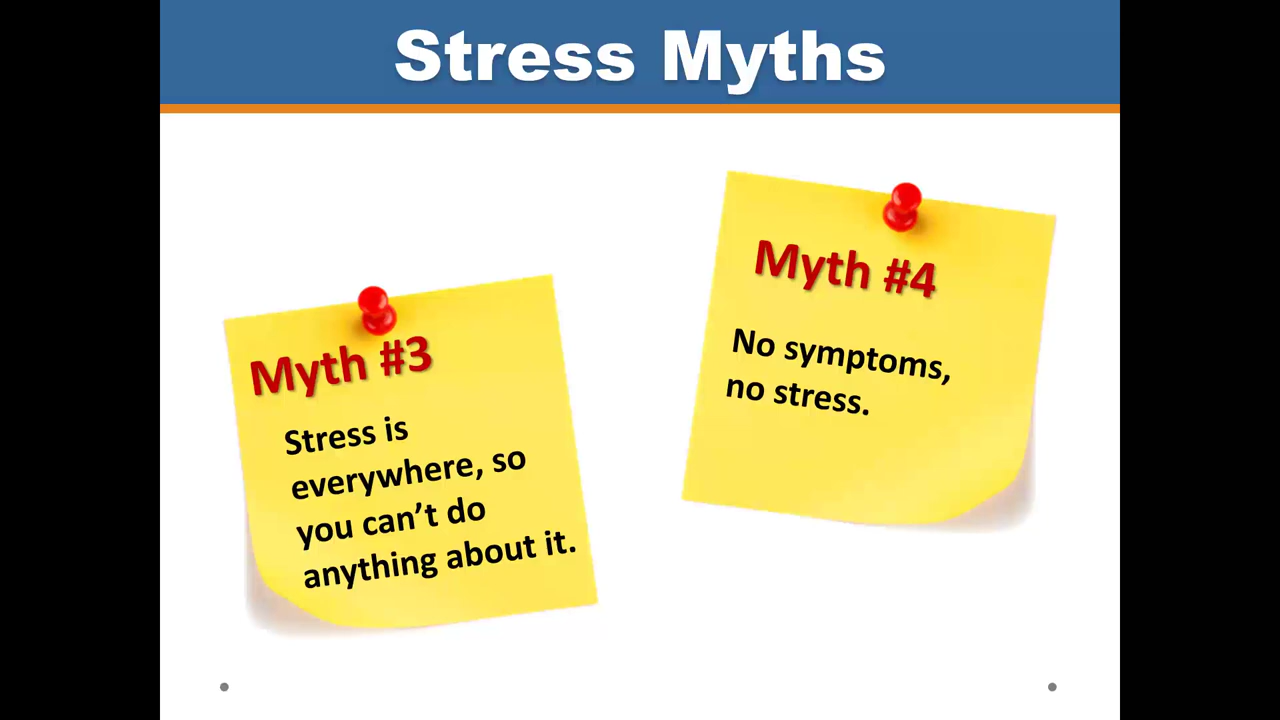 Stress Myths
Myth #3
Stress is
everywhere, so
you can’t do
anything about it.
Myth #4
No symptoms,
no stress.